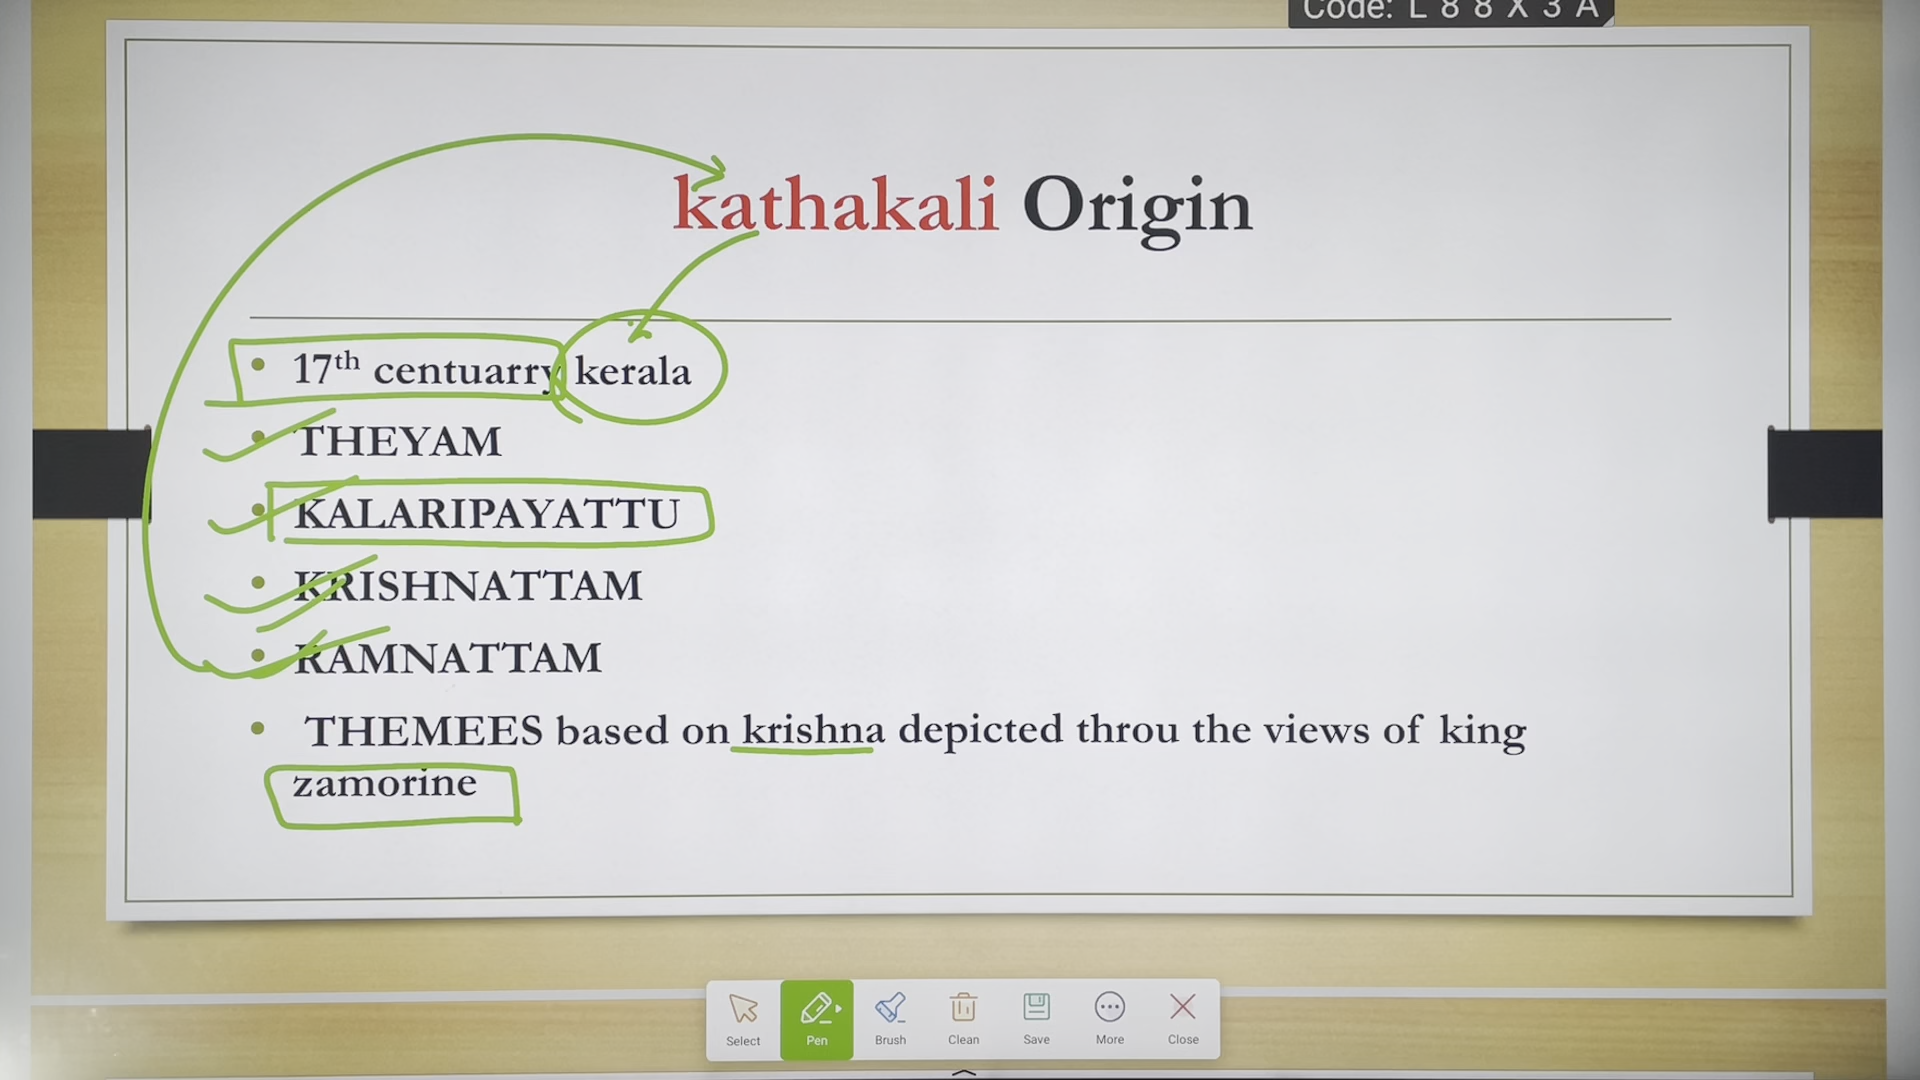 Code: L 8 8 X 3 A
kathakali Origin
17th centuarry kerala
THEYAM
KALARIPAYATTU
KRISHNATTAM
RAMNATTAM
THEMEES based on krishna depicted throu the views of king
zamorine
Select Pen Brush Clean Save More Close